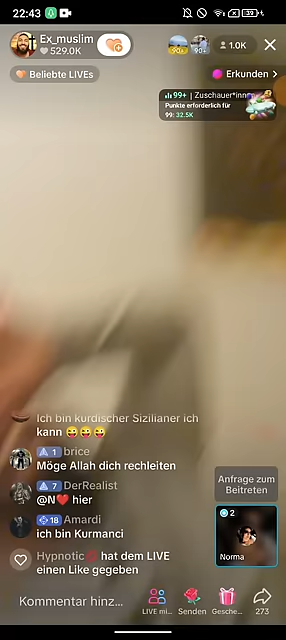 22:43
39
Ex_muslim
529.0K
1.0K
Beliebte LIVEs
Erkunden
99+ | Zuschauer*innen
Punkte erforderlich für
99: 32.5K
Ich bin kurdischer Sizilianer ich
kann 😜😜😜
1 brice
Möge Allah dich rechleiten
7 DerRealist
@N❤️ hier
18 Amardi
ich bin Kurmanci
Hypnotic hat dem LIVE
einen Like gegeben
Anfrage zum
Beitreten
2
Norma
Kommentar hinz...
LIVE mi...
Senden
Gesche...
273